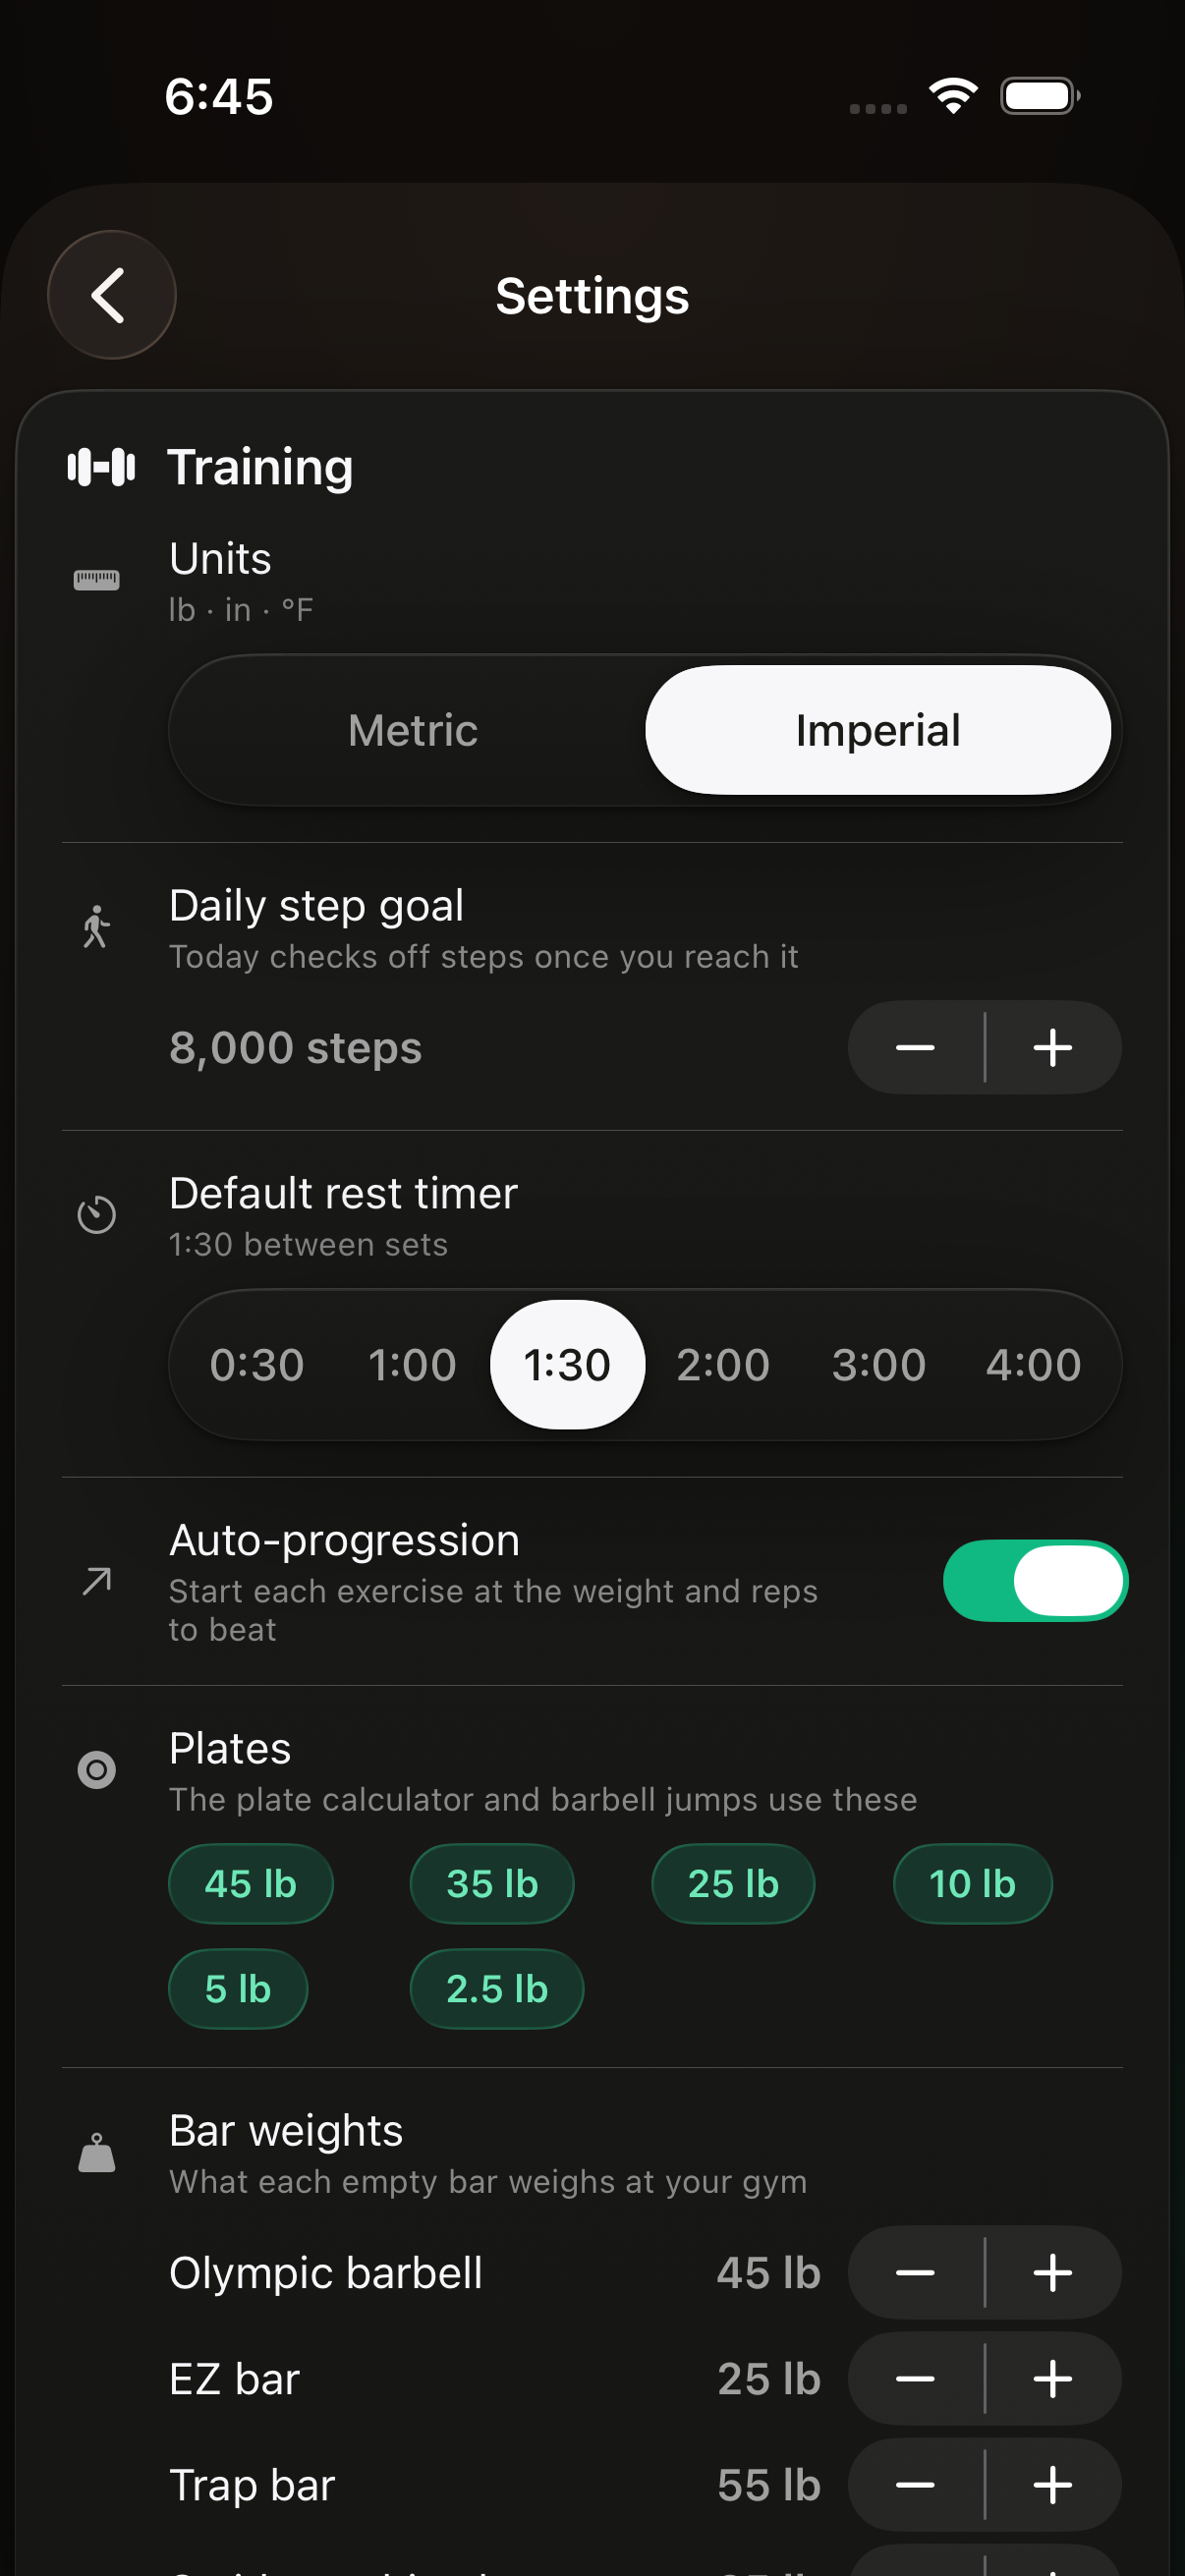 6:45
Settings
Training
Units
lb · in · °F
Metric
Imperial
Daily step goal
Today checks off steps once you reach it
8,000 steps
Default rest timer
1:30 between sets
0:30 1:00 1:30 2:00 3:00 4:00
Auto-progression
Start each exercise at the weight and reps
to beat
Plates
The plate calculator and barbell jumps use these
45 lb 35 lb 25 lb 10 lb
5 lb 2.5 lb
Bar weights
What each empty bar weighs at your gym
Olympic barbell 45 lb
EZ bar 25 lb
Trap bar 55 lb